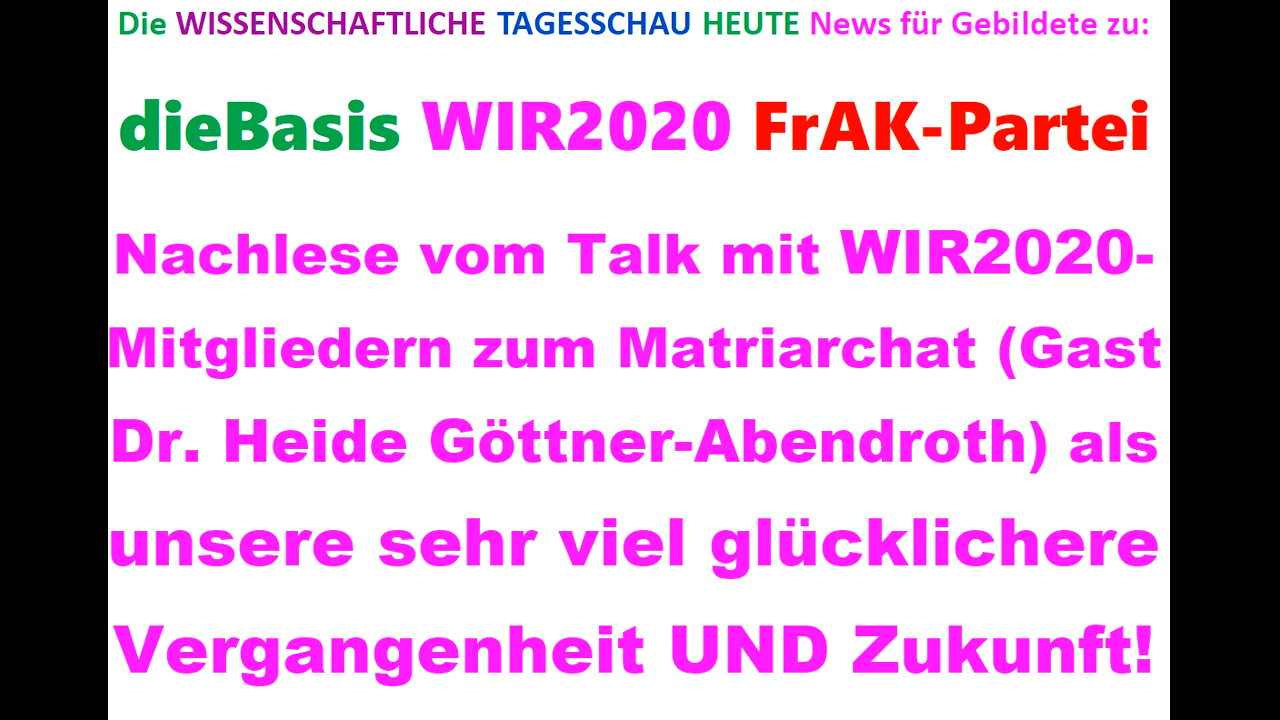 Die WISSENSCHAFTLICHE TAGESSCHAU HEUTE News für Gebildete zu:
dieBasis WIR2020 FrAK-Partei
Nachlese vom Talk mit WIR2020-
Mitgliedern zum Matriarchat (Gast
Dr. Heide Göttner-Abendroth) als
unsere sehr viel glücklichere
Vergangenheit UND Zukunft!